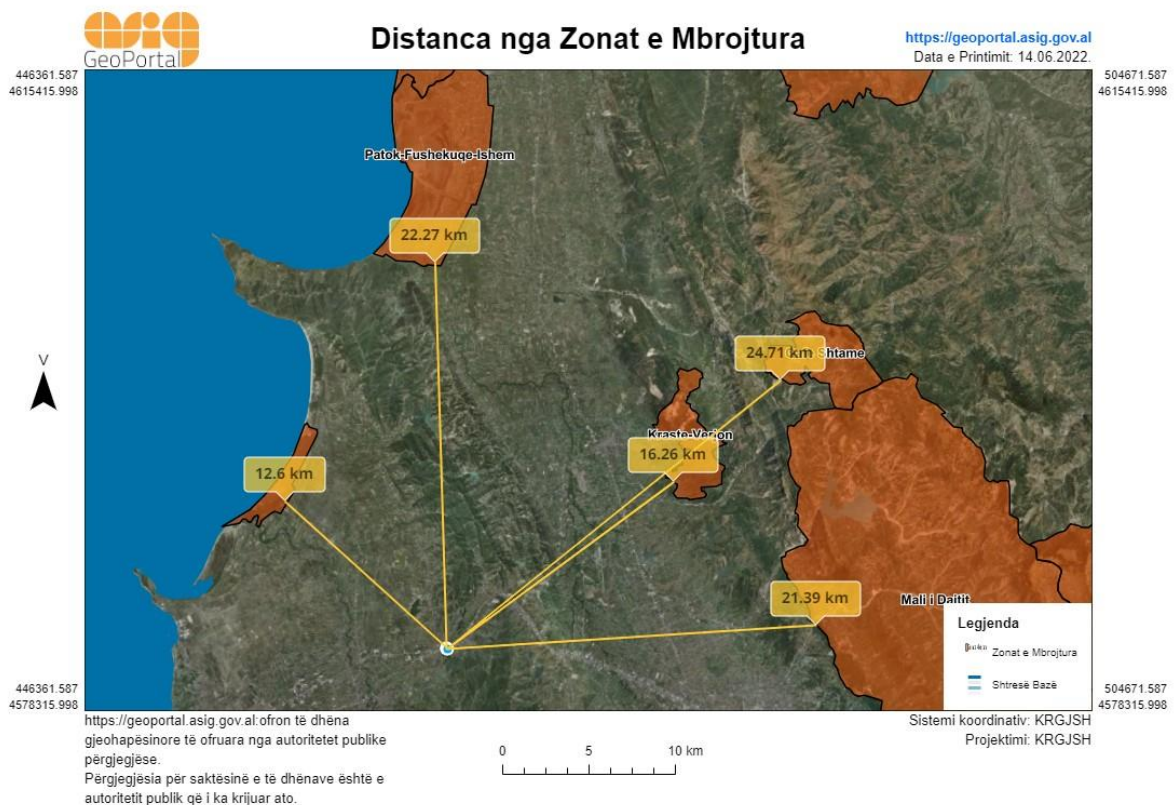 asig
GeoPortal
Distanca nga Zonat e Mbrojtura
https://geoportal.asig.gov.al
Data e Printimit: 14.06.2022.
446361.587
4615415.998
504671.587
4615415.998
Patok-Fushekuqe-Ishem
22.27 km
24.71 km
Shtame
Kraste-Verjon
16.26 km
12.6 km
V
21.39 km
Mali i Dajtit
Legjenda
Zonat e Mbrojtura
Shtresë Bazë
446361.587
4578315.998
504671.587
4578315.998
https://geoportal.asig.gov.al:ofron të dhëna
gjeohapësinore të ofruara nga autoritetet publike
përgjegjëse.
Përgjegjësia për saktësinë e të dhënave është e
autoritetit publik që i ka krijuar ato.
0 5 10 km
Sistemi koordinativ: KRGJSH
Projektimi: KRGJSH